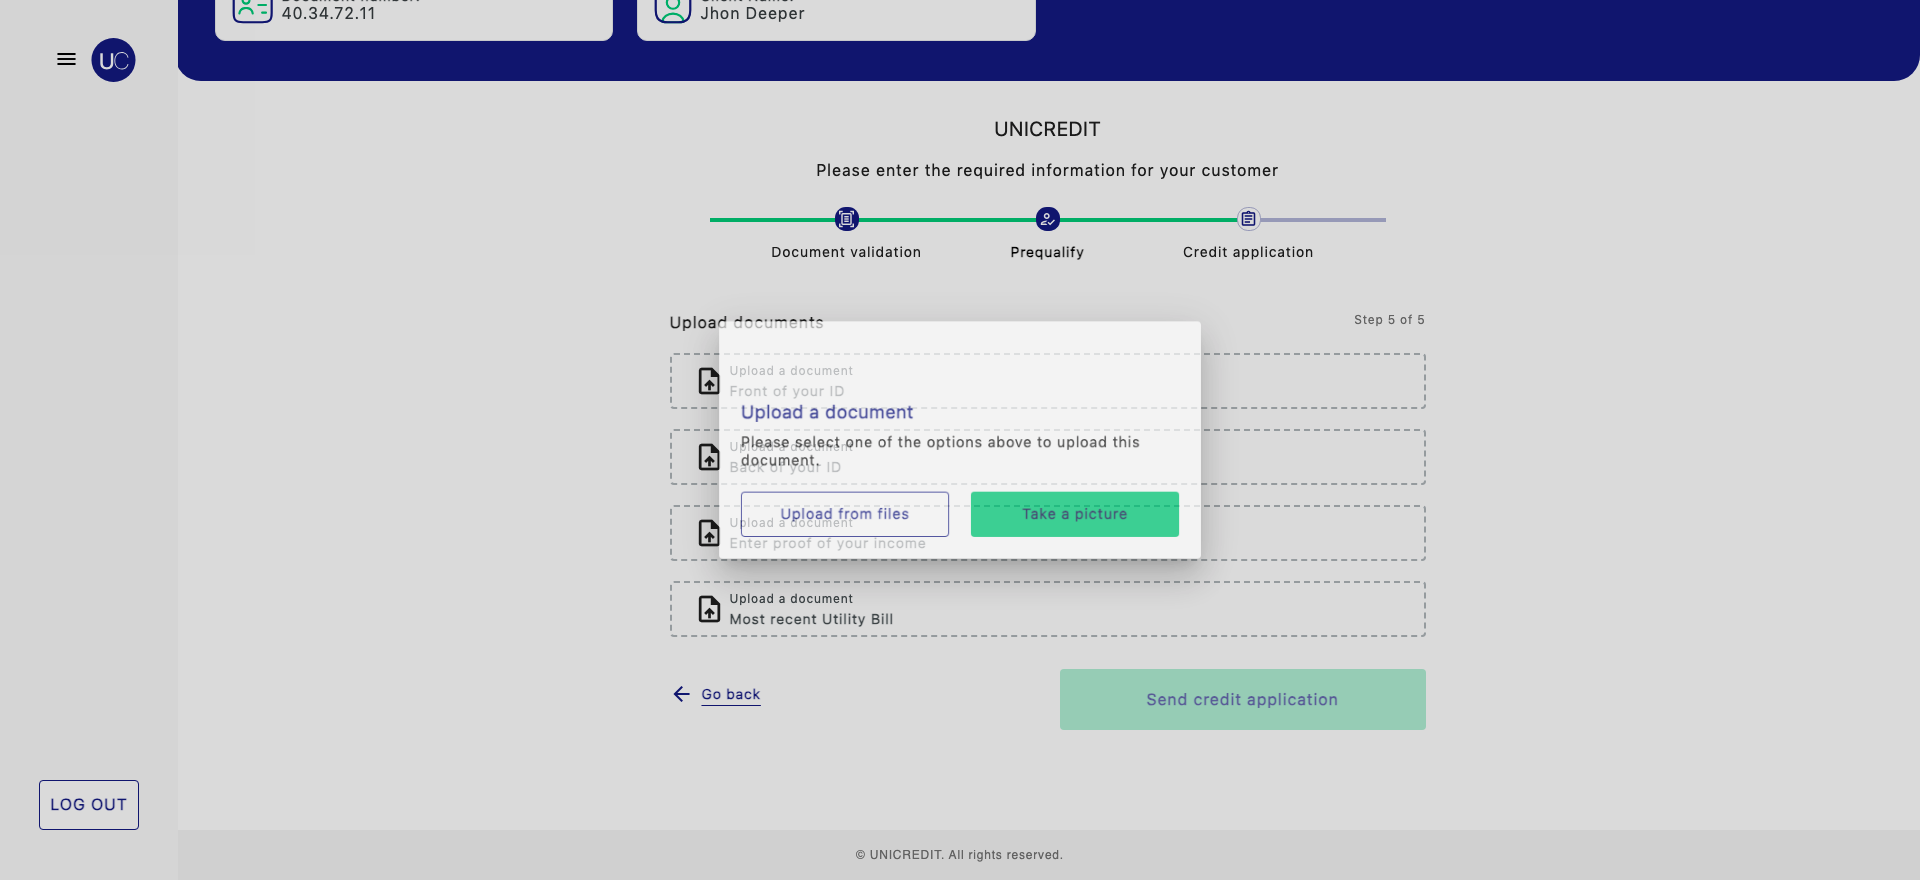 Document number:
40.34.72.11
Client Name:
Jhon Deeper
UC
UNICREDIT
Please enter the required information for your customer
Document validation
Prequalify
Credit application
Upload documents
Step 5 of 5
Upload a document
Front of your ID
Upload a document
Please select one of the options above to upload this
document.
Upload a document
Back of your ID
Upload from files
Take a picture
Upload a document
Enter proof of your income
Upload a document
Most recent Utility Bill
Go back
Send credit application
LOG OUT
© UNICREDIT. All rights reserved.